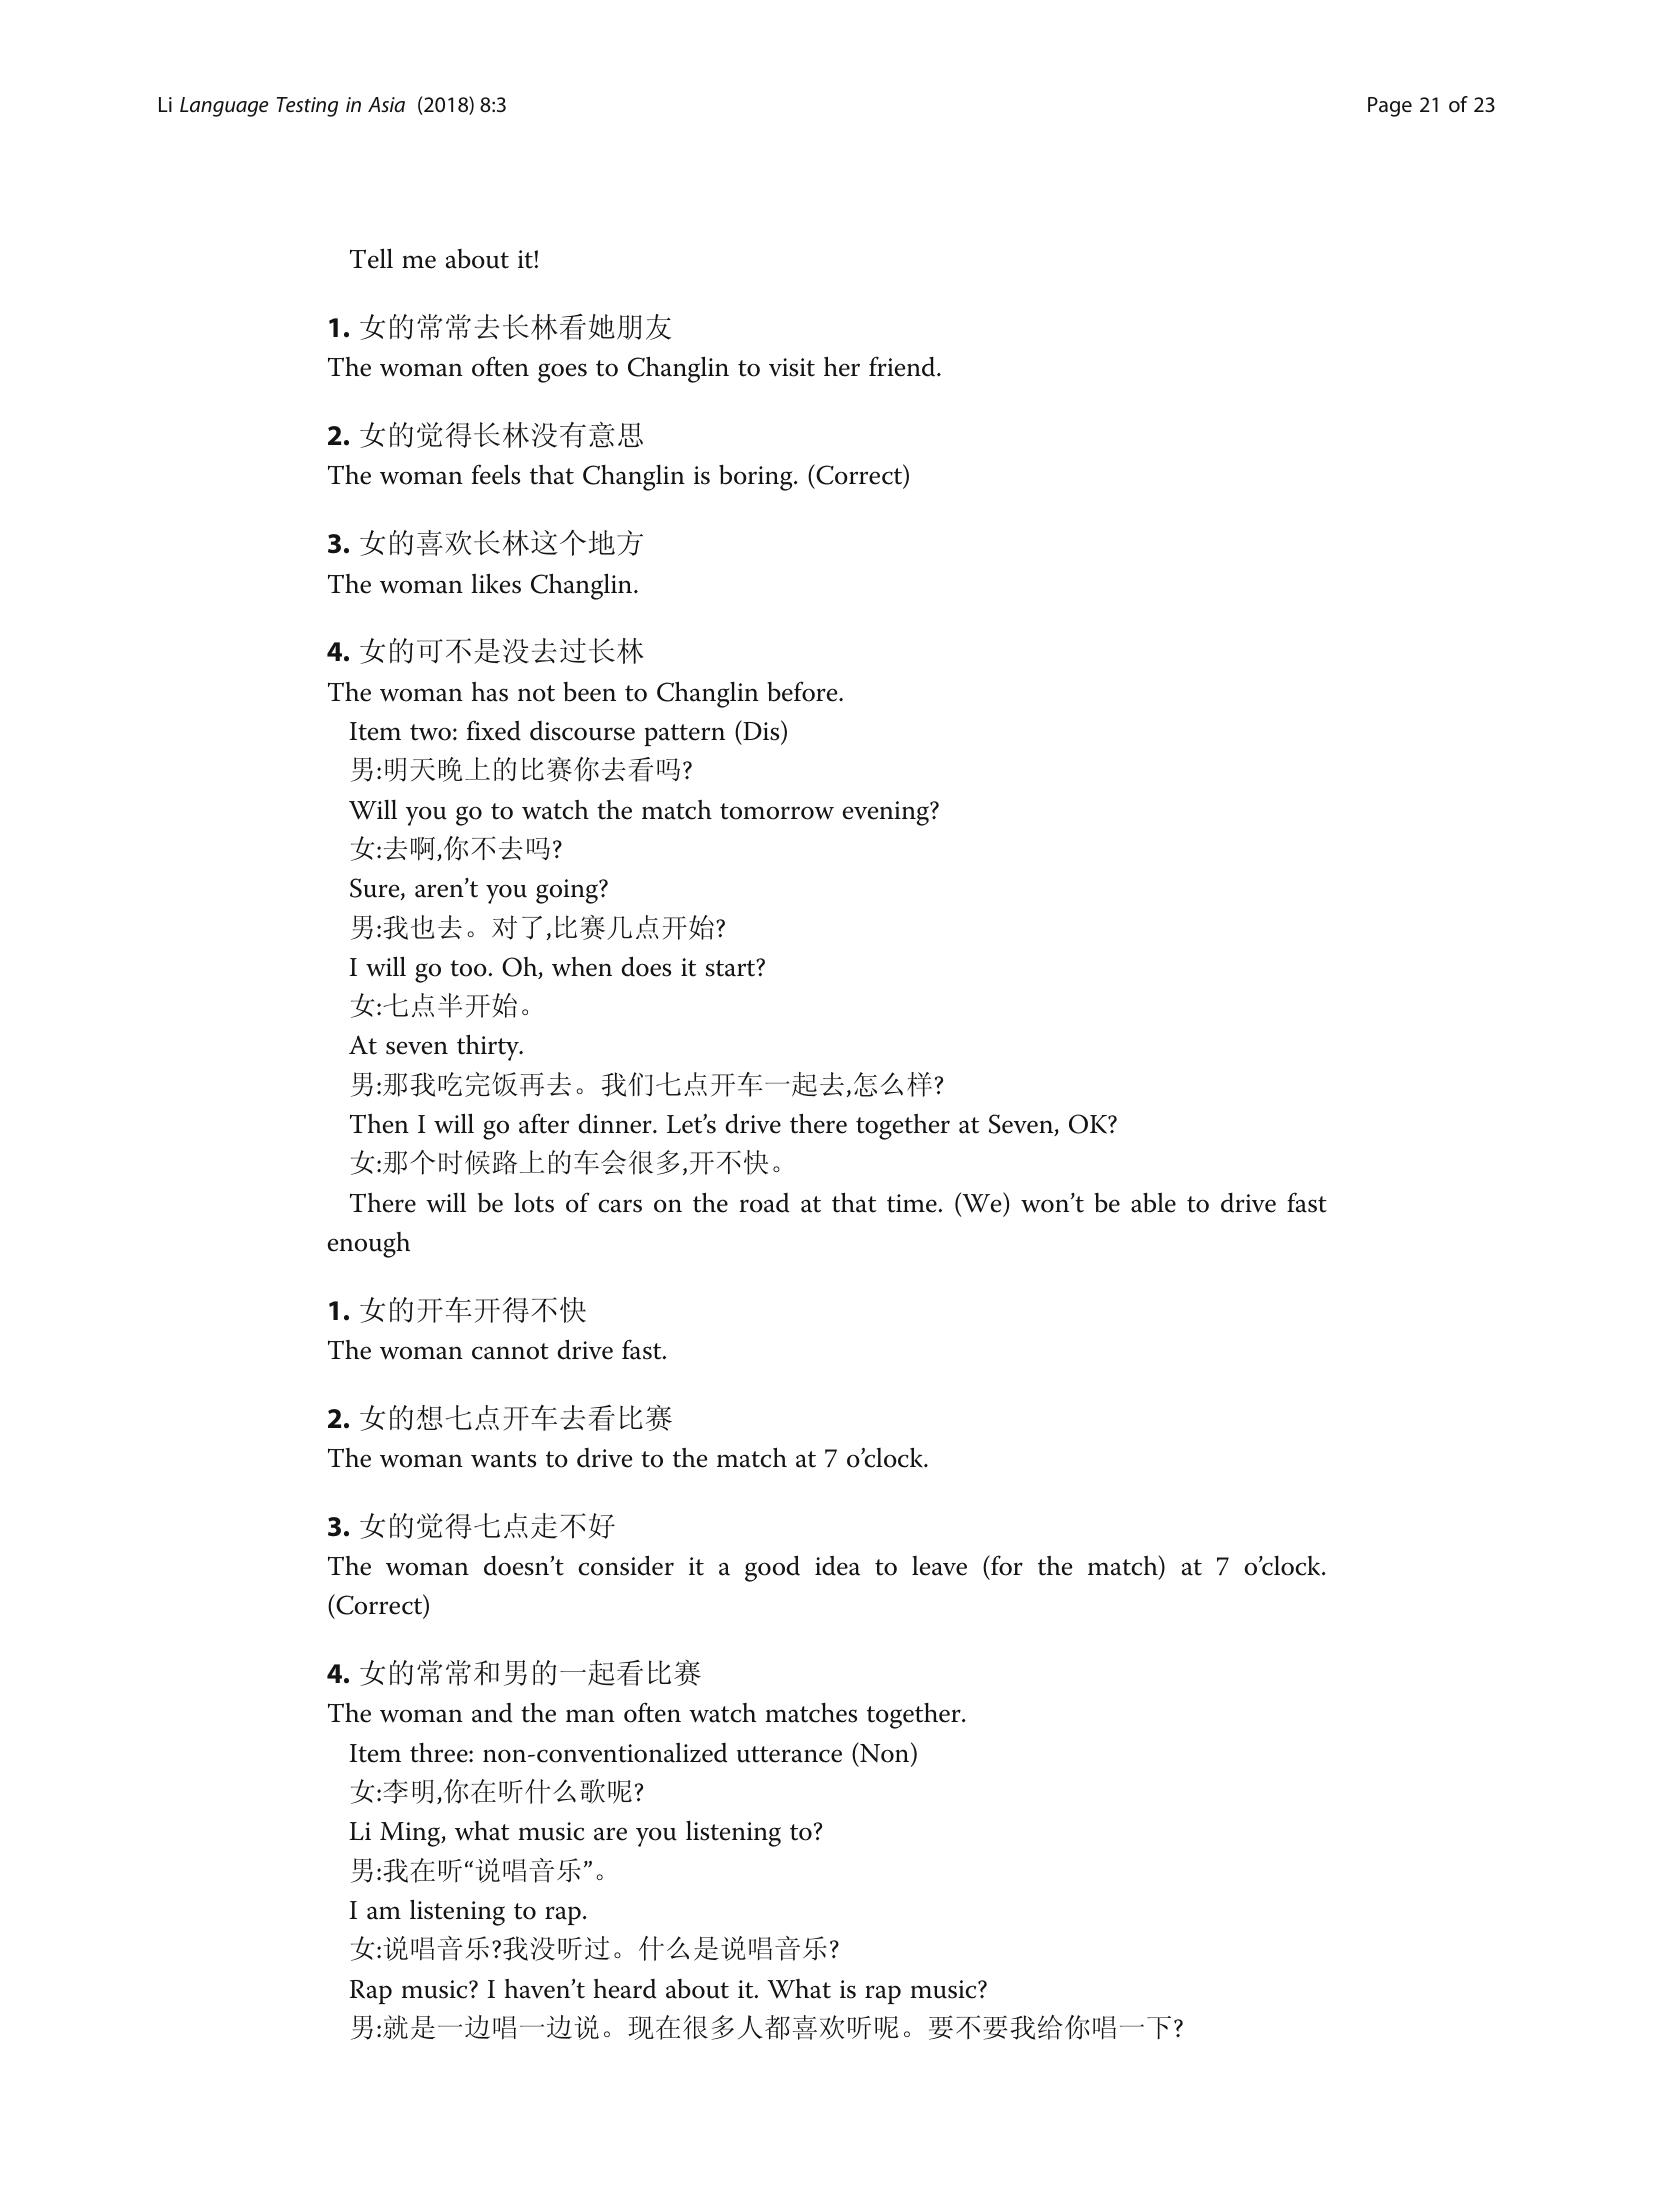 Li Language Testing in Asia (2018) 8:3
Page 21 of 23
Tell me about it!
1. 女的常常去长林看她朋友
The woman often goes to Changlin to visit her friend.
2. 女的觉得长林没有意思
The woman feels that Changlin is boring. (Correct)
3. 女的喜欢长林这个地方
The woman likes Changlin.
4. 女的可不是没去过长林
The woman has not been to Changlin before.
Item two: fixed discourse pattern (Dis)
男:明天晚上的比赛你去看吗?
Will you go to watch the match tomorrow evening?
女:去啊,你不去吗?
Sure, aren’t you going?
男:我也去。对了,比赛几点开始?
I will go too. Oh, when does it start?
女:七点半开始。
At seven thirty.
男:那我吃完饭再去。我们七点开车一起去,怎么样?
Then I will go after dinner. Let’s drive there together at Seven, OK?
女:那个时候路上的车会很多,开不快。
There will be lots of cars on the road at that time. (We) won’t be able to drive fast
enough
1. 女的开车开得不快
The woman cannot drive fast.
2. 女的想七点开车去看比赛
The woman wants to drive to the match at 7 o’clock.
3. 女的觉得七点走不好
The woman doesn’t consider it a good idea to leave (for the match) at 7 o’clock.
(Correct)
4. 女的常常和男的一起看比赛
The woman and the man often watch matches together.
Item three: non-conventionalized utterance (Non)
女:李明,你在听什么歌呢?
Li Ming, what music are you listening to?
男:我在听“说唱音乐”。
I am listening to rap.
女:说唱音乐?我没听过。什么是说唱音乐?
Rap music? I haven’t heard about it. What is rap music?
男:就是一边唱一边说。现在很多人都喜欢听呢。要不要我给你唱一下?